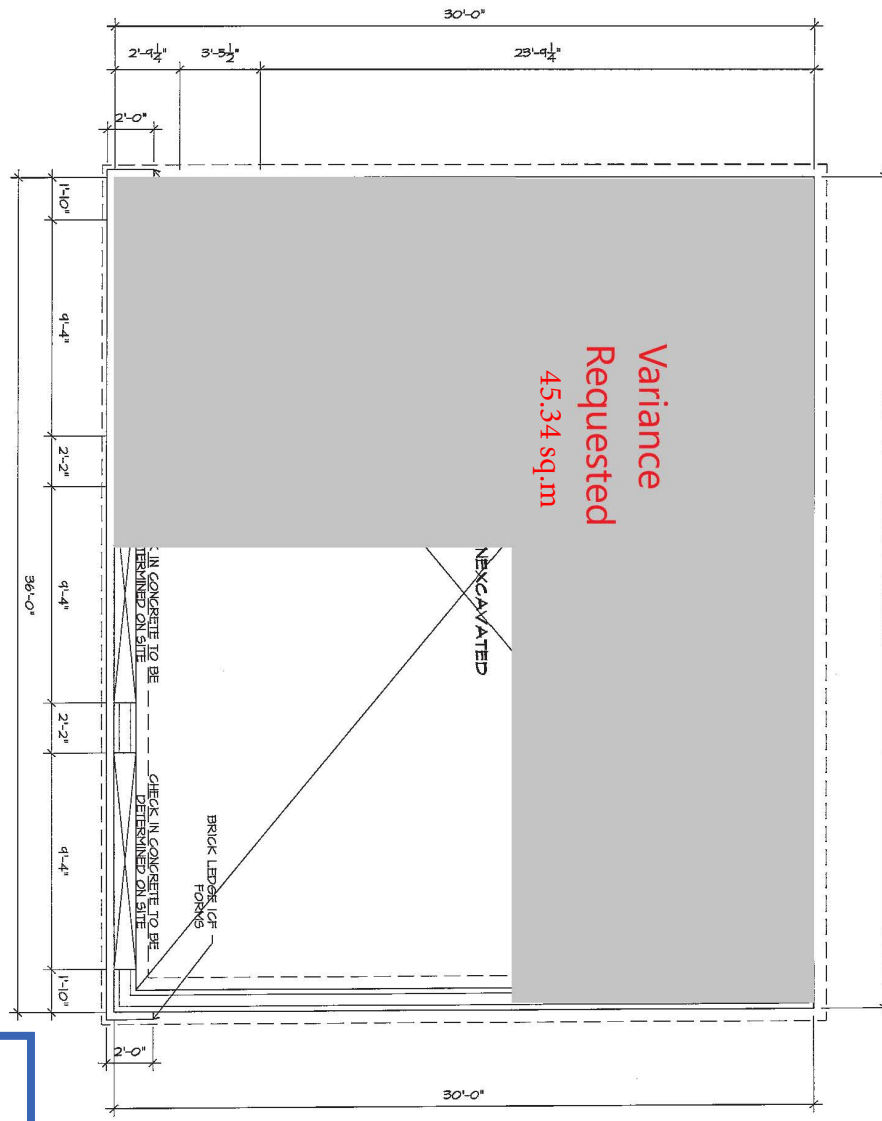 30'-0"
2'-9¼"
3'-5½"
23'-9¼"
2'-0"
1'-10"
9'-4"
2'-2"
9'-4"
2'-2"
9'-4"
1'-10"
36'-0"
Variance
Requested
45.34 sq.m
NEXCAVATED
K IN CONCRETE TO BE
TERMINED ON SITE
CHECK IN CONCRETE TO BE
DETERMINED ON SITE
BRICK LEDGE ICF
FORMS
2'-0"
30'-0"